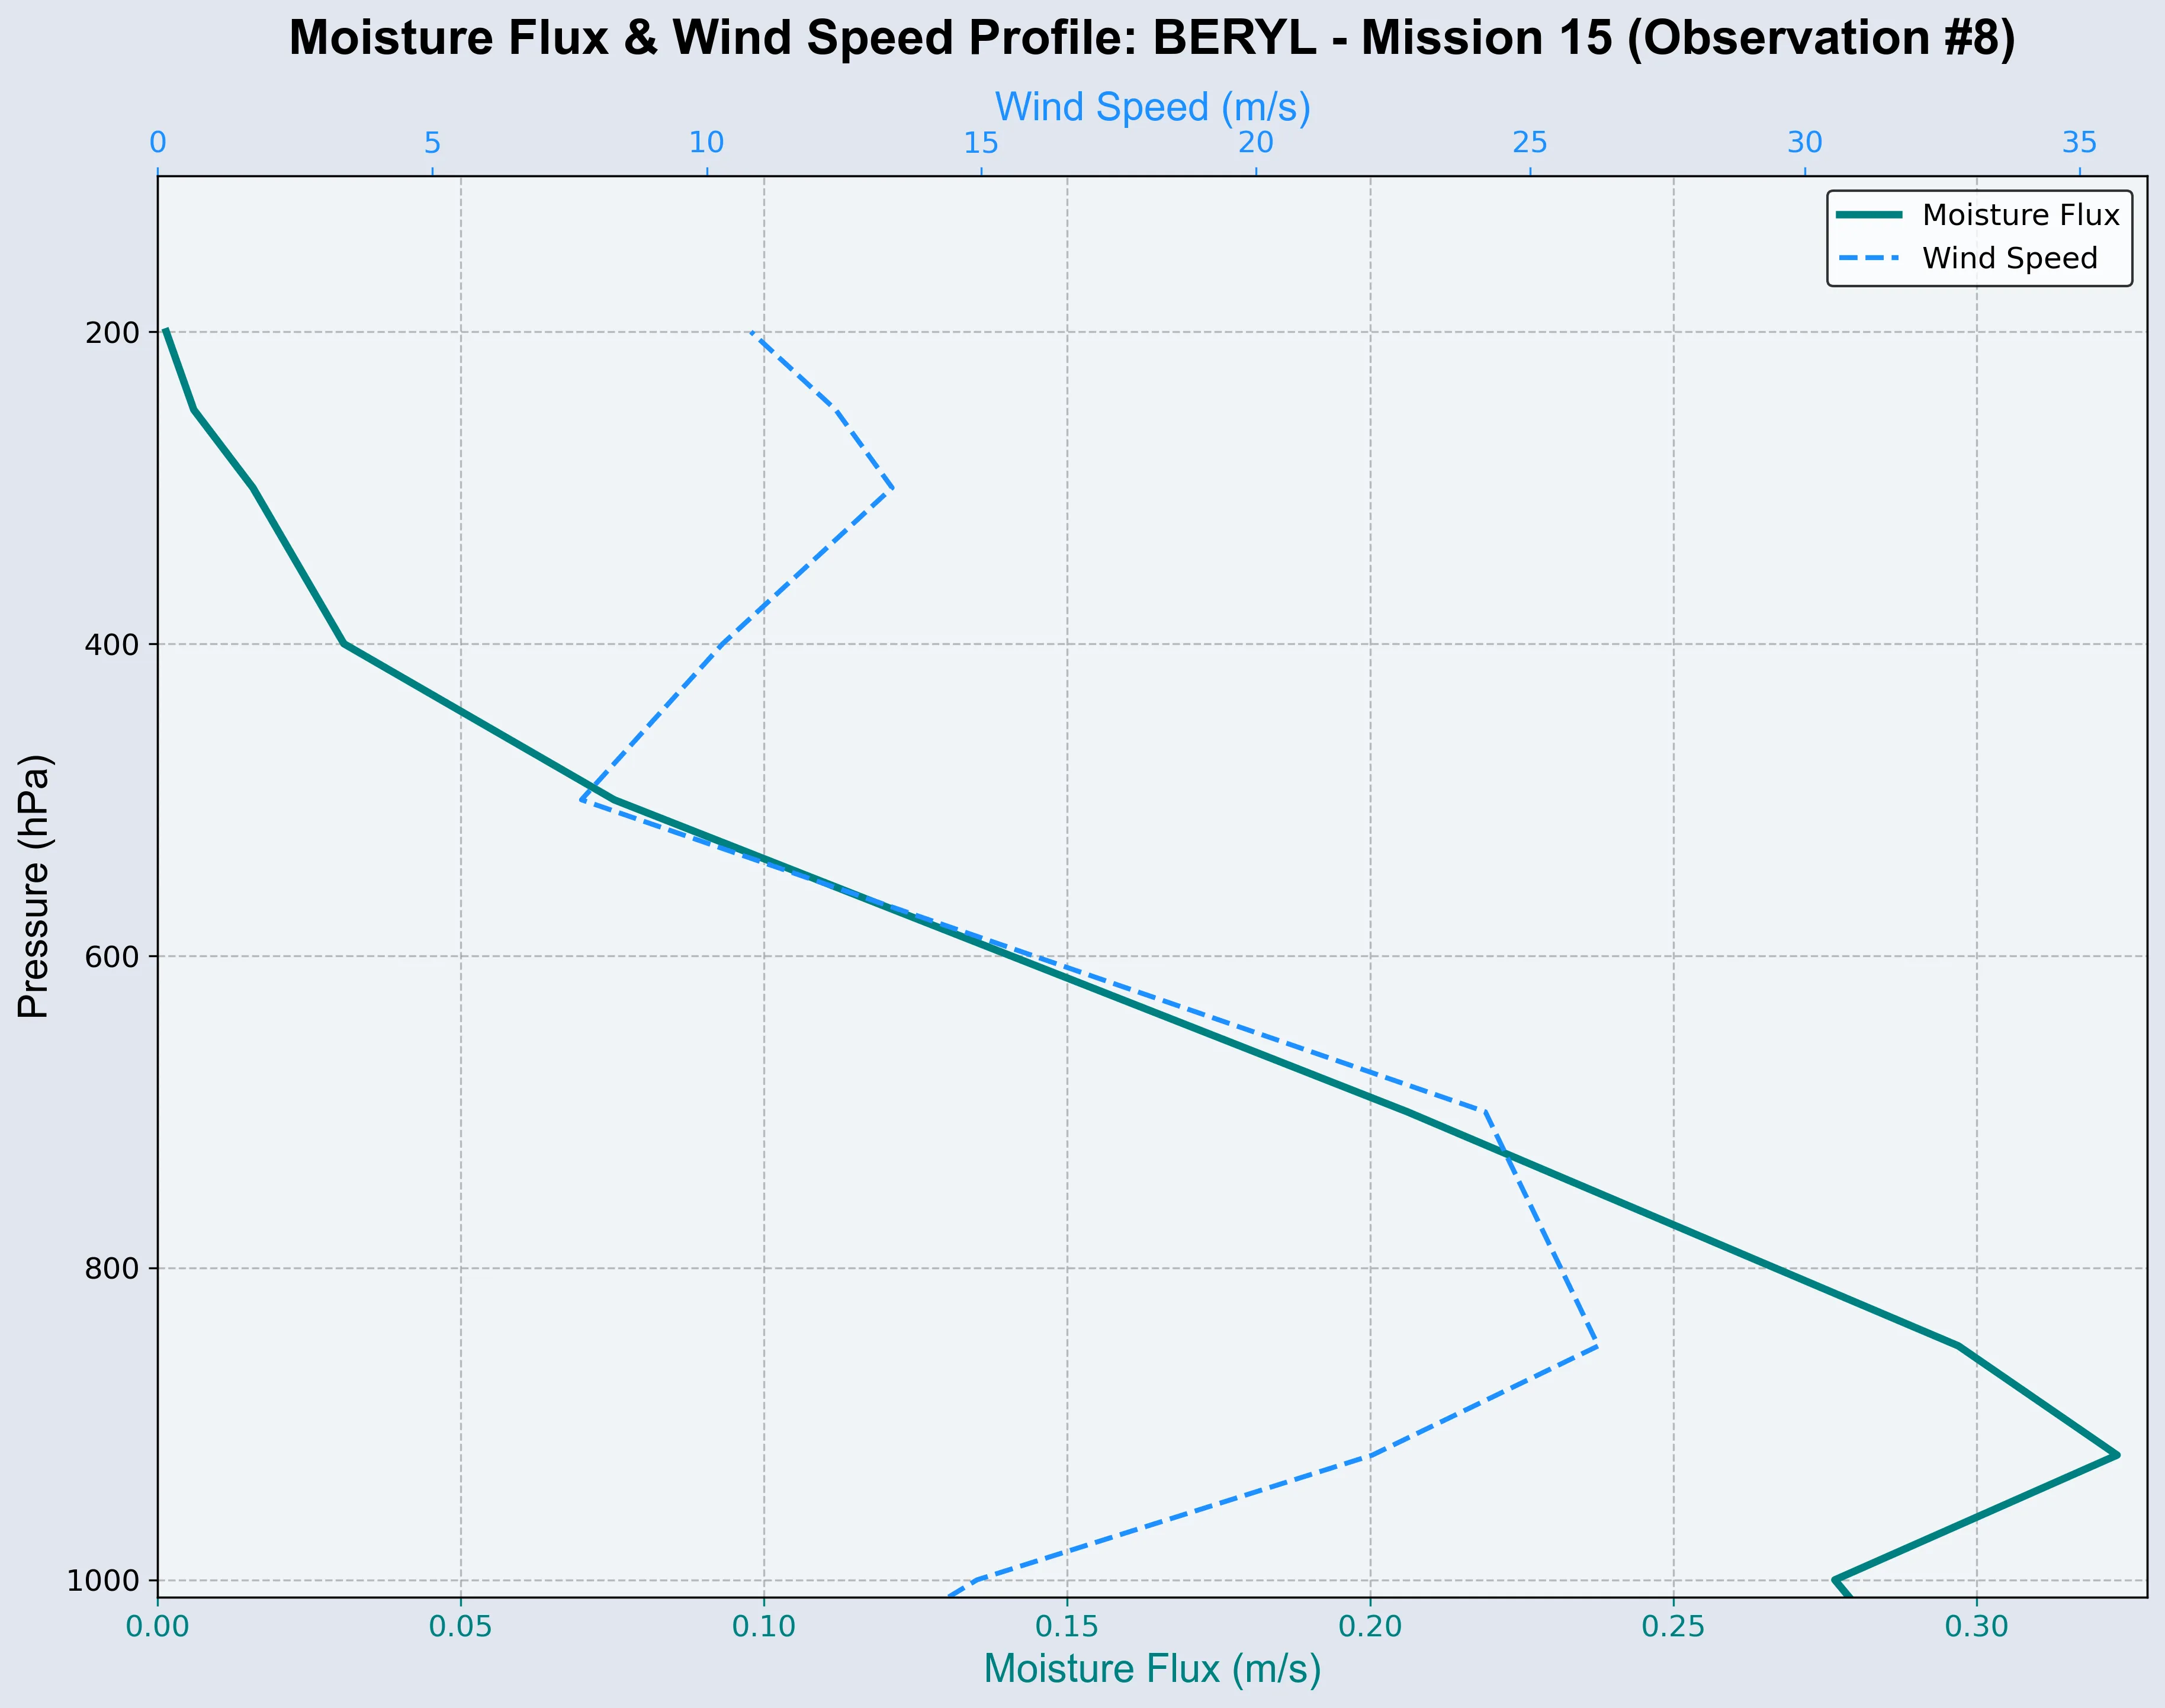 Moisture Flux & Wind Speed Profile: BERYL - Mission 15 (Observation #8)
Wind Speed (m/s)
0 5 10 15 20 25 30 35
Moisture Flux
Wind Speed
200
400
600
800
1000
Pressure (hPa)
0.00 0.05 0.10 0.15 0.20 0.25 0.30
Moisture Flux (m/s)